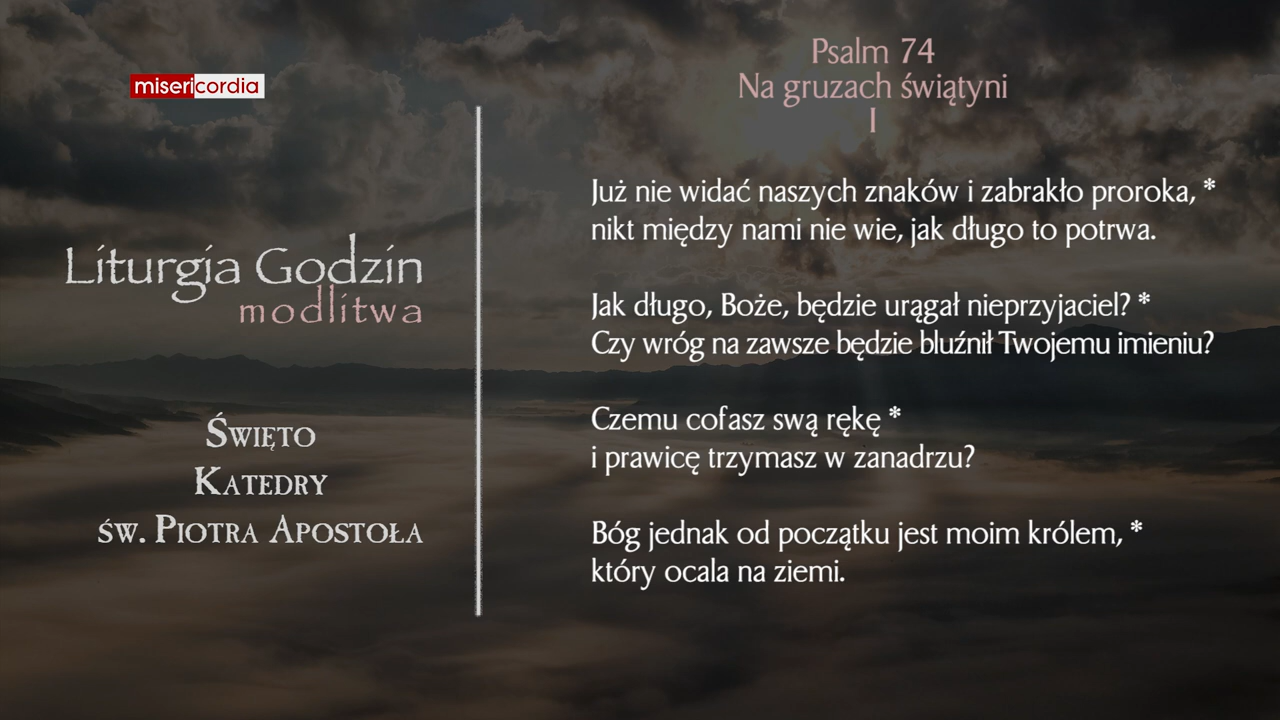 misericordia
Liturgia Godzin
modlitwa
Święto
Katedry
św. Piotra Apostoła
Psalm 74
Na gruzach świątyni
I
Już nie widać naszych znaków i zabrakło proroka, *
nikt między nami nie wie, jak długo to potrwa.
Jak długo, Boże, będzie urągał nieprzyjaciel? *
Czy wróg na zawsze będzie bluźnił Twojemu imieniu?
Czemu cofasz swą rękę *
i prawicę trzymasz w zanadrzu?
Bóg jednak od początku jest moim królem, *
który ocala na ziemi.